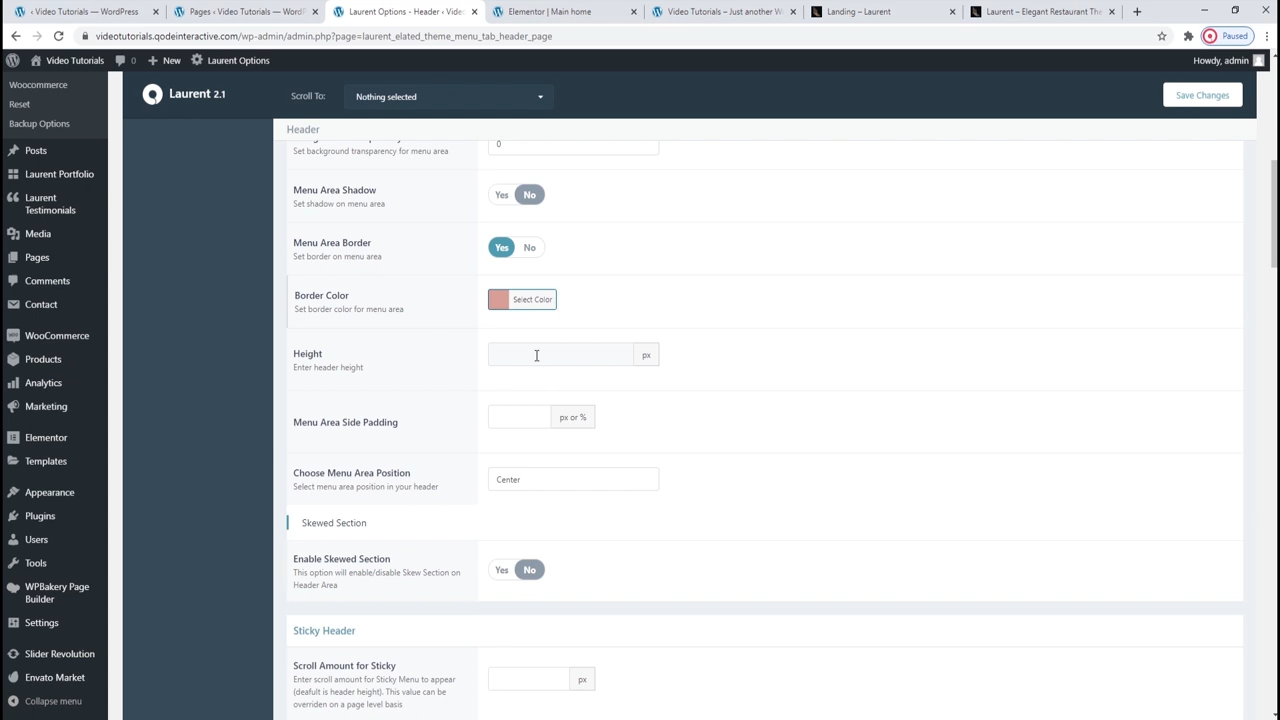 ‹ Video Tutorials — WordPress
Pages ‹ Video Tutorials — WordP
Laurent Options - Header ‹ Video
Elementor | Main home
Video Tutorials – Just another W
Landing – Laurent
Laurent – Elegant Restaurant The
videotutorials.qodeinteractive.com/wp-admin/admin.php?page=laurent_elated_theme_menu_tab_header_page
Paused
Video Tutorials
0
New
Laurent Options
Howdy, admin
Woocommerce
Reset
Backup Options
Posts
Laurent Portfolio
Laurent
Testimonials
Media
Pages
Comments
Contact
WooCommerce
Products
Analytics
Marketing
Elementor
Templates
Appearance
Plugins
Users
Tools
WPBakery Page
Builder
Settings
Slider Revolution
Envato Market
Collapse menu
Laurent 2.1
Scroll To:
Nothing selected
Save Changes
Header
Set background transparency for menu area
0
Menu Area Shadow
Set shadow on menu area
Yes No
Menu Area Border
Set border on menu area
Yes No
Border Color
Set border color for menu area
Select Color
Height
Enter header height
px
Menu Area Side Padding
px or %
Choose Menu Area Position
Select menu area position in your header
Center
Skewed Section
Enable Skewed Section
This option will enable/disable Skew Section on
Header Area
Yes No
Sticky Header
Scroll Amount for Sticky
Enter scroll amount for Sticky Menu to appear
(deafult is header height). This value can be
overriden on a page level basis
px